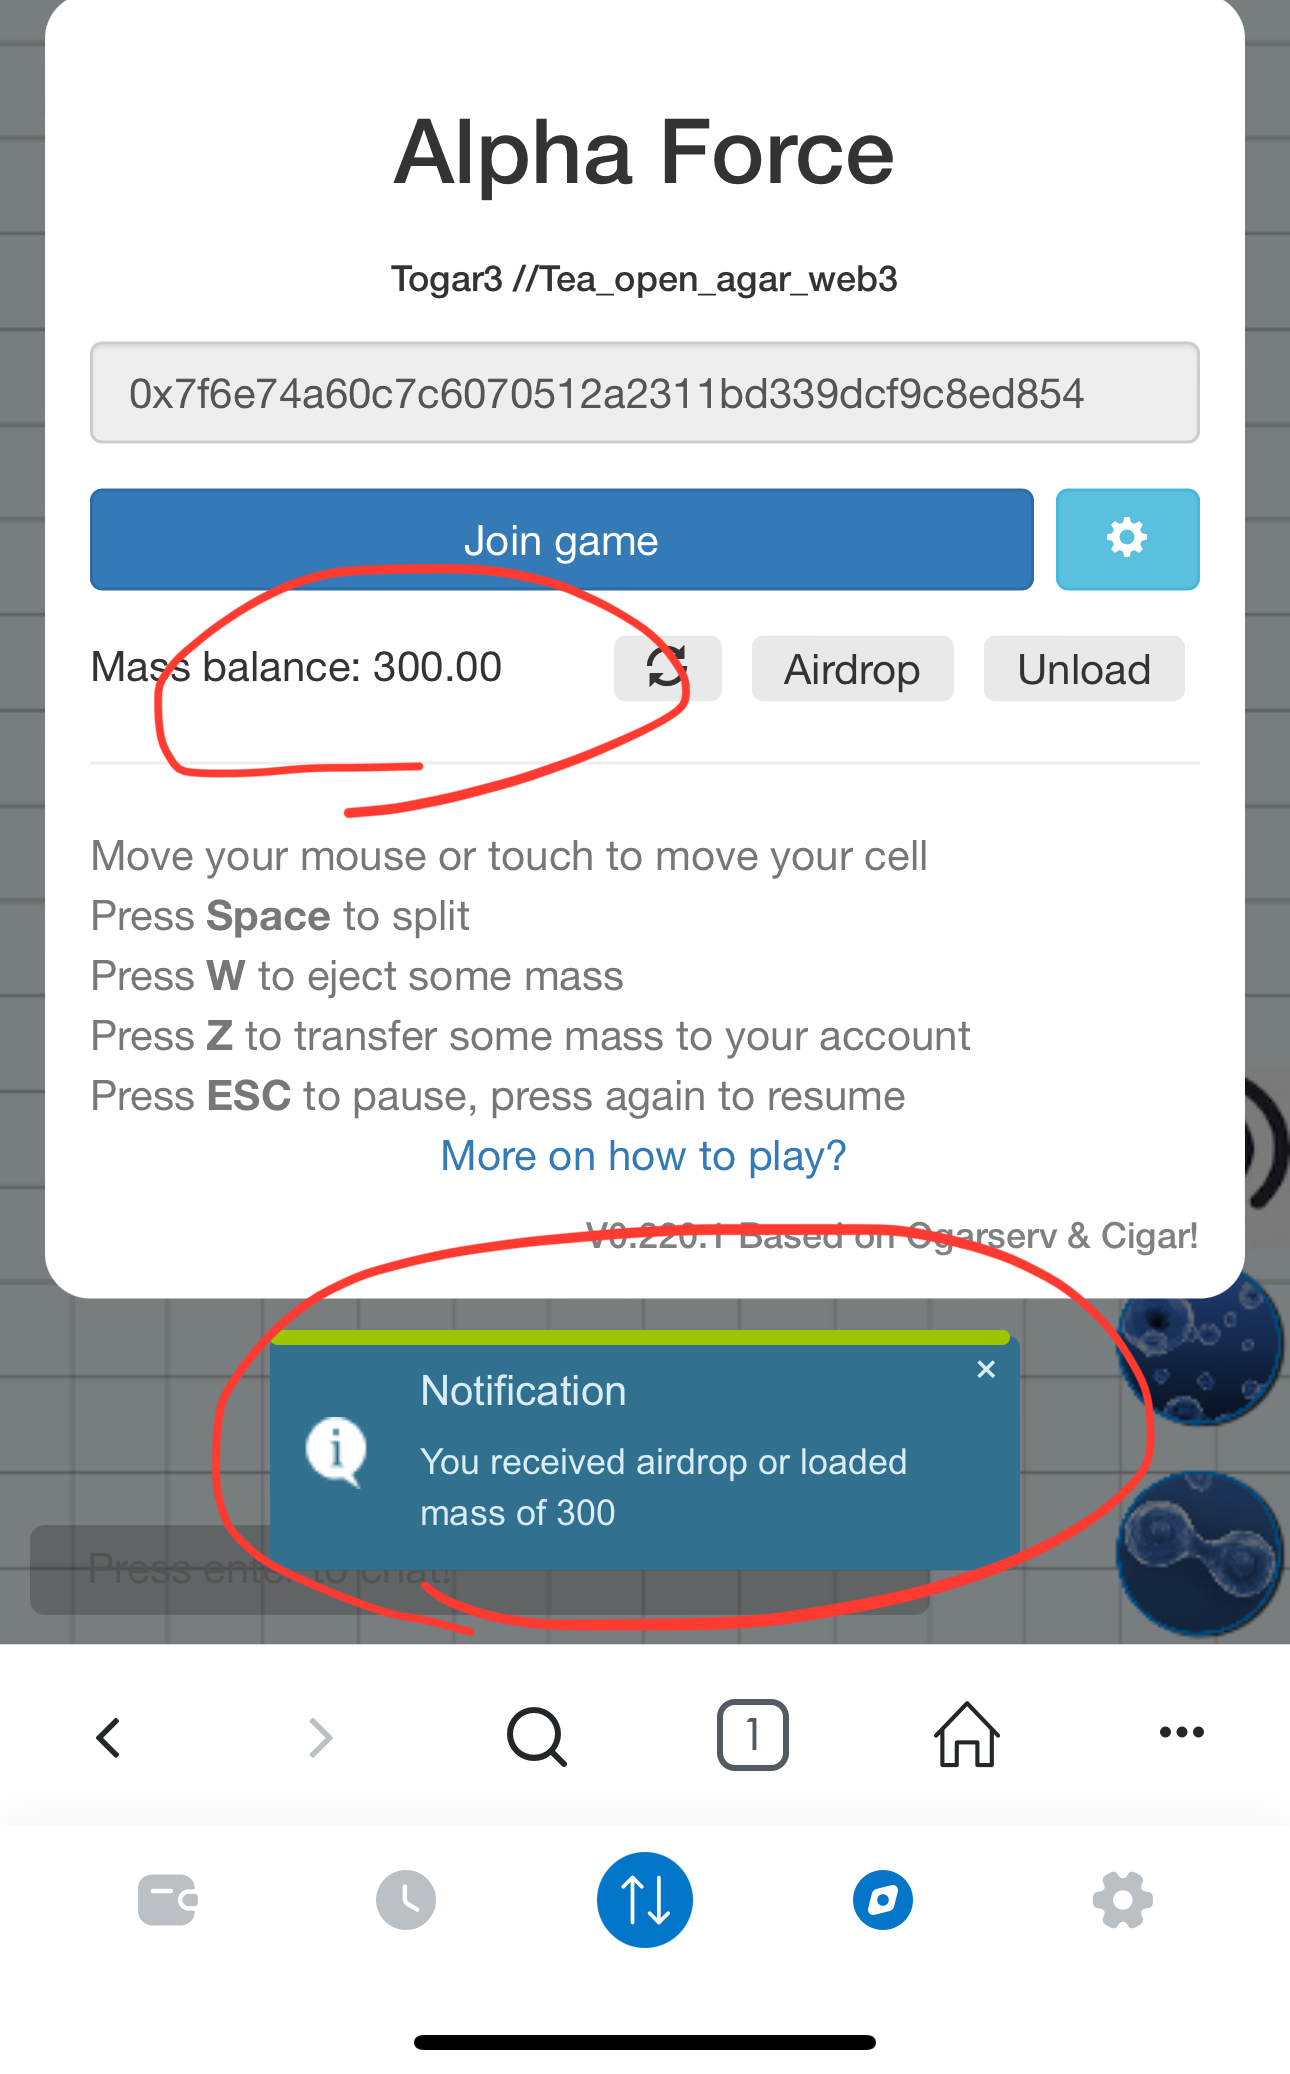 Alpha Force
Togar3 //Tea_open_agar_web3
0x7f6e74a60c7c6070512a2311bd339dcf9c8ed854
Join game
Mass balance: 300.00
Airdrop
Unload
Move your mouse or touch to move your cell
Press Space to split
Press W to eject some mass
Press Z to transfer some mass to your account
Press ESC to pause, press again to resume
More on how to play?
V0.220.1 Based on Ogarserv & Cigar!
Notification
×
You received airdrop or loaded
mass of 300
Press enter to chat!
1